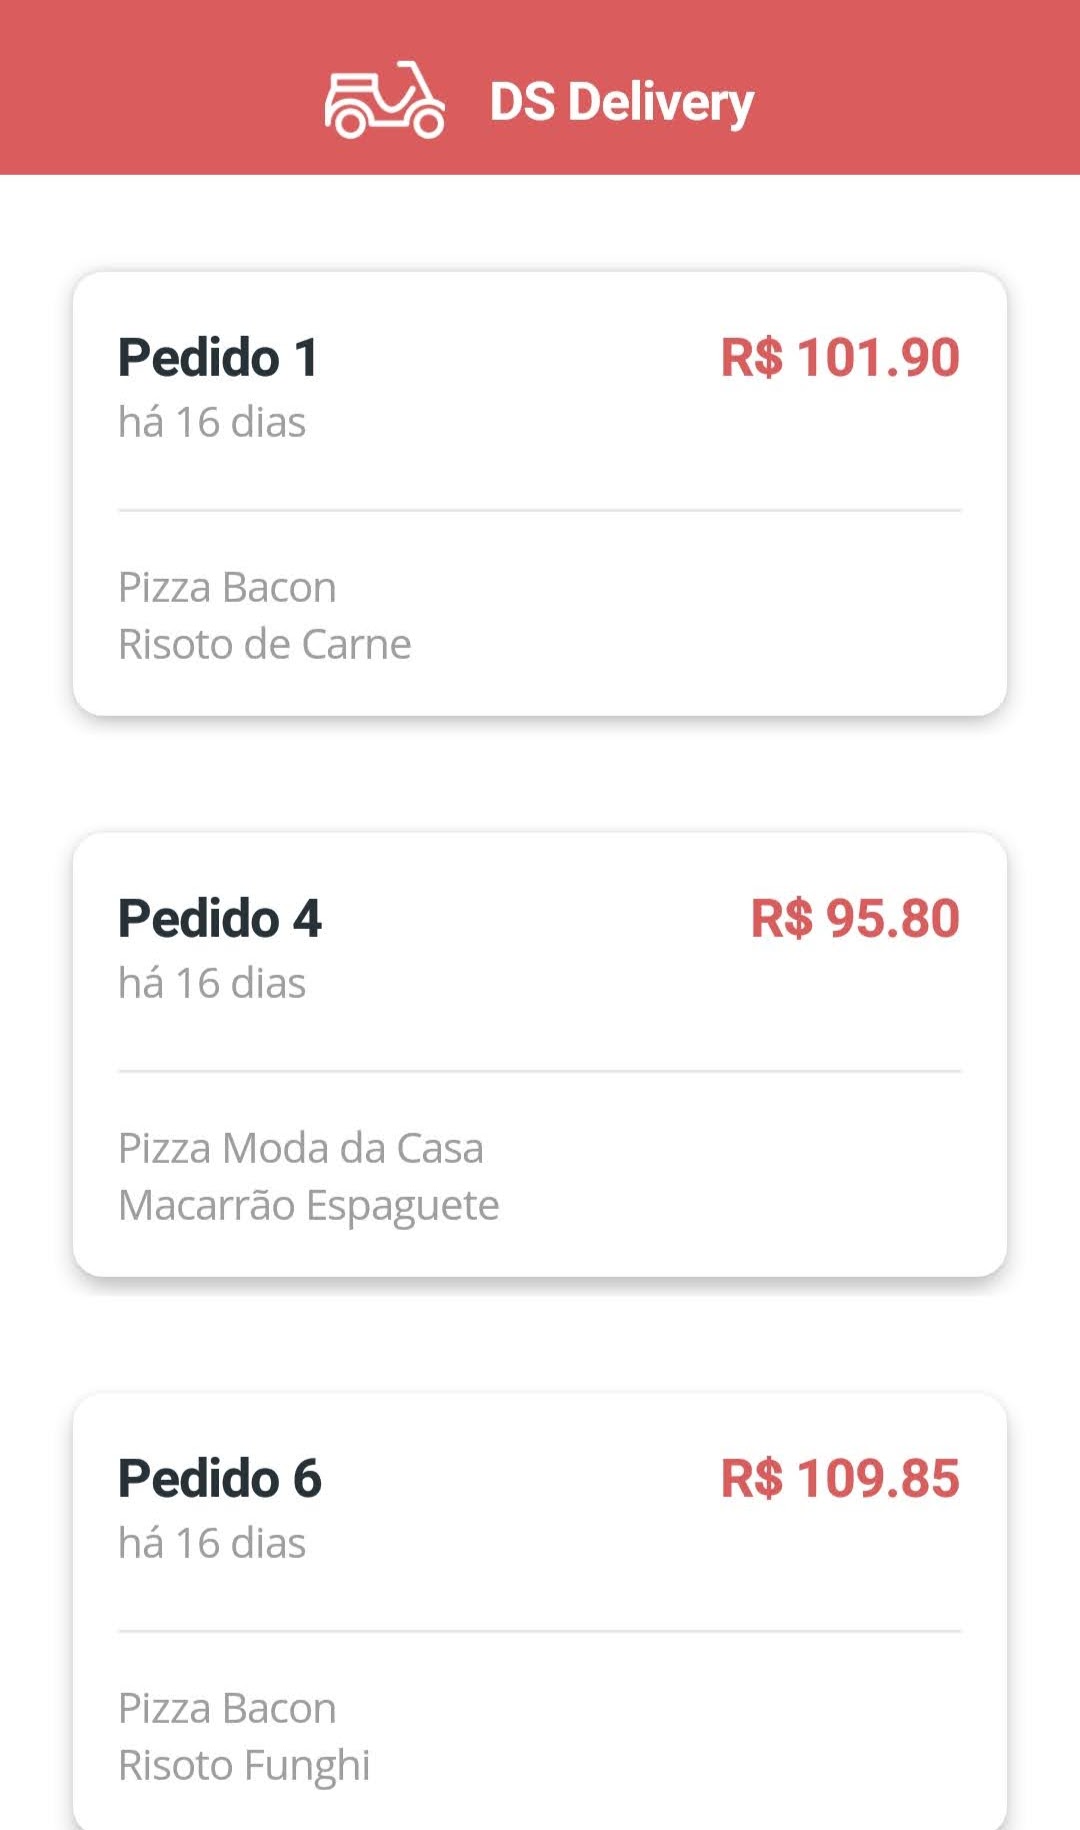 DS Delivery
Pedido 1 R$ 101.90
há 16 dias
Pizza Bacon
Risoto de Carne
Pedido 4 R$ 95.80
há 16 dias
Pizza Moda da Casa
Macarrão Espaguete
Pedido 6 R$ 109.85
há 16 dias
Pizza Bacon
Risoto Funghi